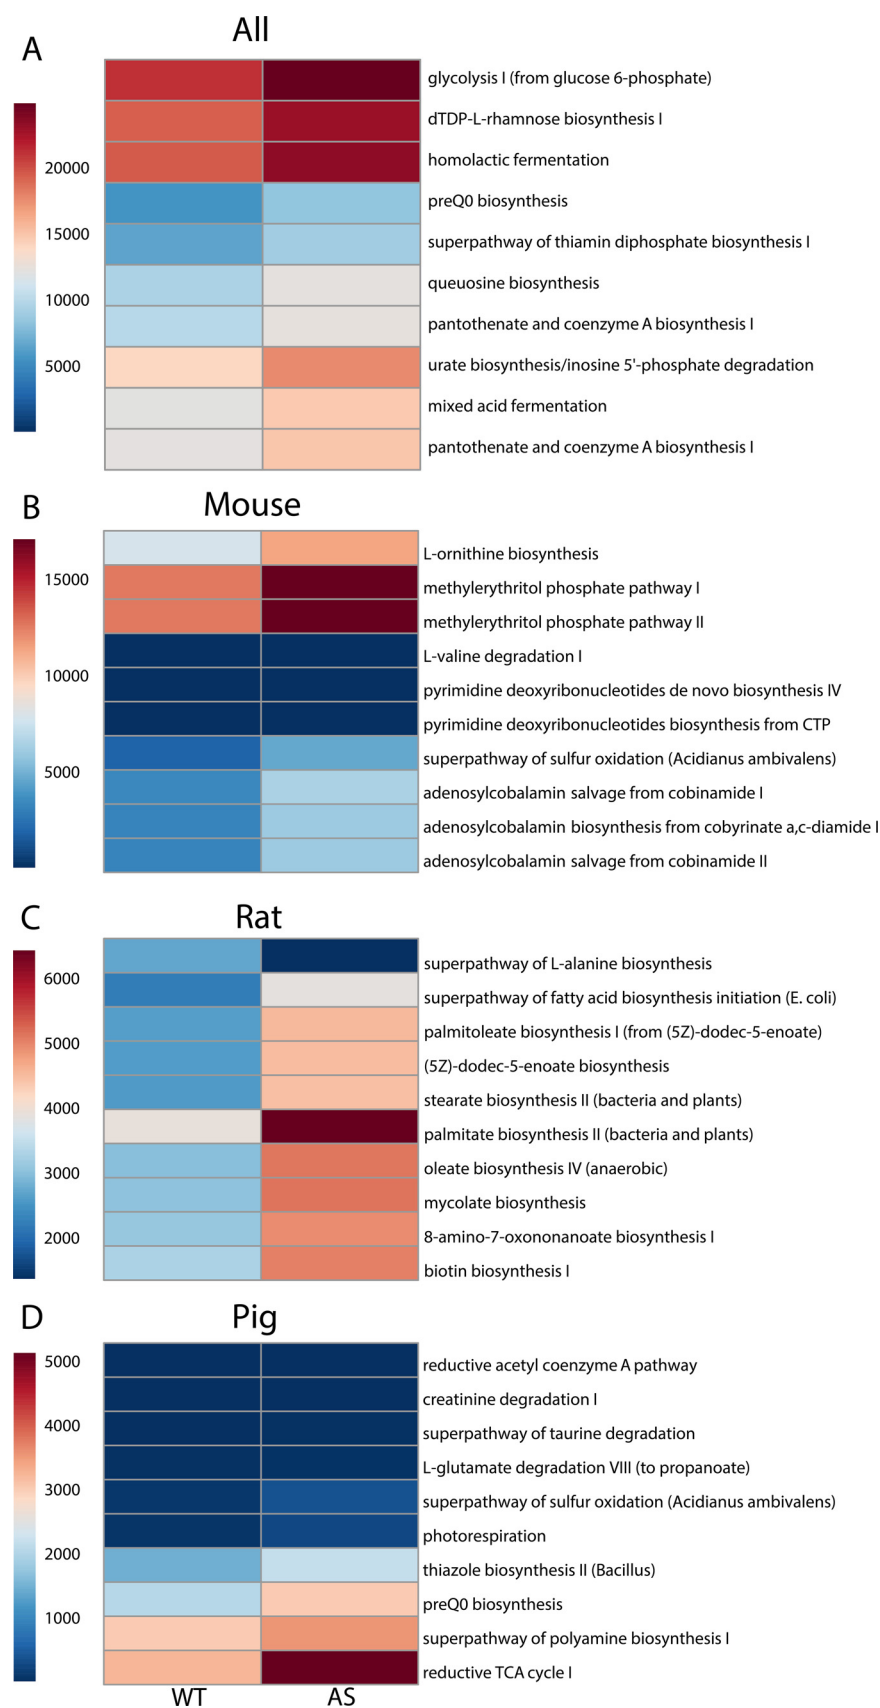 A
All
glycolysis I (from glucose 6-phosphate)
dTDP-L-rhamnose biosynthesis I
homolactic fermentation
preQ0 biosynthesis
superpathway of thiamin diphosphate biosynthesis I
queuosine biosynthesis
pantothenate and coenzyme A biosynthesis I
urate biosynthesis/inosine 5'-phosphate degradation
mixed acid fermentation
pantothenate and coenzyme A biosynthesis I
20000
15000
10000
5000
B
Mouse
L-ornithine biosynthesis
methylerythritol phosphate pathway I
methylerythritol phosphate pathway II
L-valine degradation I
pyrimidine deoxyribonucleotides de novo biosynthesis IV
pyrimidine deoxyribonucleotides biosynthesis from CTP
superpathway of sulfur oxidation (Acidianus ambivalens)
adenosylcobalamin salvage from cobinamide I
adenosylcobalamin biosynthesis from cobyrinate a,c-diamide I
adenosylcobalamin salvage from cobinamide II
15000
10000
5000
C
Rat
superpathway of L-alanine biosynthesis
superpathway of fatty acid biosynthesis initiation (E. coli)
palmitoleate biosynthesis I (from (5Z)-dodec-5-enoate)
(5Z)-dodec-5-enoate biosynthesis
stearate biosynthesis II (bacteria and plants)
palmitate biosynthesis II (bacteria and plants)
oleate biosynthesis IV (anaerobic)
mycolate biosynthesis
8-amino-7-oxononanoate biosynthesis I
biotin biosynthesis I
6000
5000
4000
3000
2000
D
Pig
reductive acetyl coenzyme A pathway
creatinine degradation I
superpathway of taurine degradation
L-glutamate degradation VIII (to propanoate)
superpathway of sulfur oxidation (Acidianus ambivalens)
photorespiration
thiazole biosynthesis II (Bacillus)
preQ0 biosynthesis
superpathway of polyamine biosynthesis I
reductive TCA cycle I
5000
4000
3000
2000
1000
WT AS